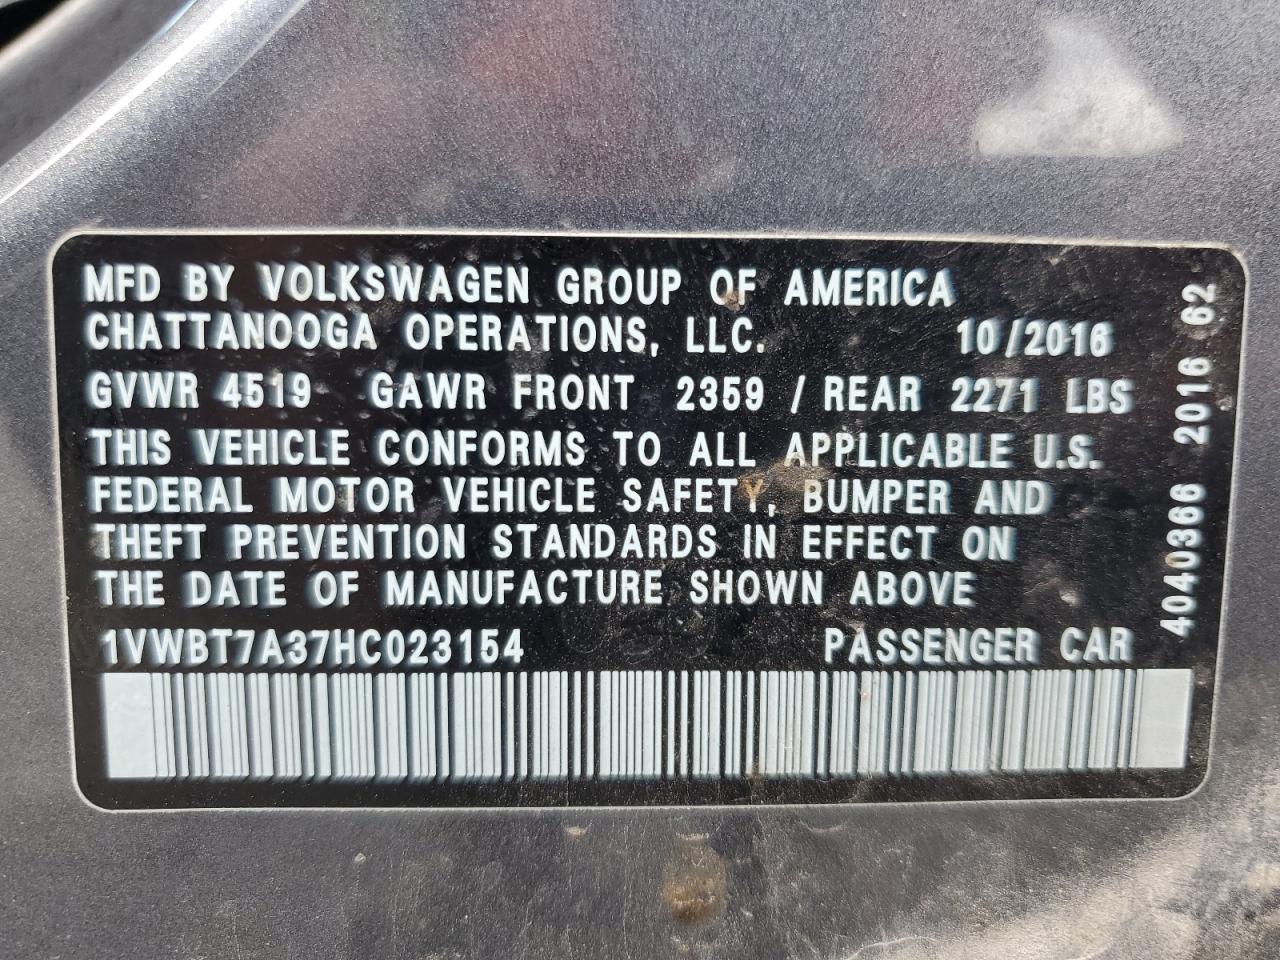 MFD BY VOLKSWAGEN GROUP OF AMERICA
CHATTANOOGA OPERATIONS, LLC. 10/2016
GVWR 4519 GAWR FRONT 2359 / REAR 2271 LBS
THIS VEHICLE CONFORMS TO ALL APPLICABLE U.S.
FEDERAL MOTOR VEHICLE SAFETY, BUMPER AND
THEFT PREVENTION STANDARDS IN EFFECT ON
THE DATE OF MANUFACTURE SHOWN ABOVE
1VWBT7A37HC023154 PASSENGER CAR
4040366 2016 62